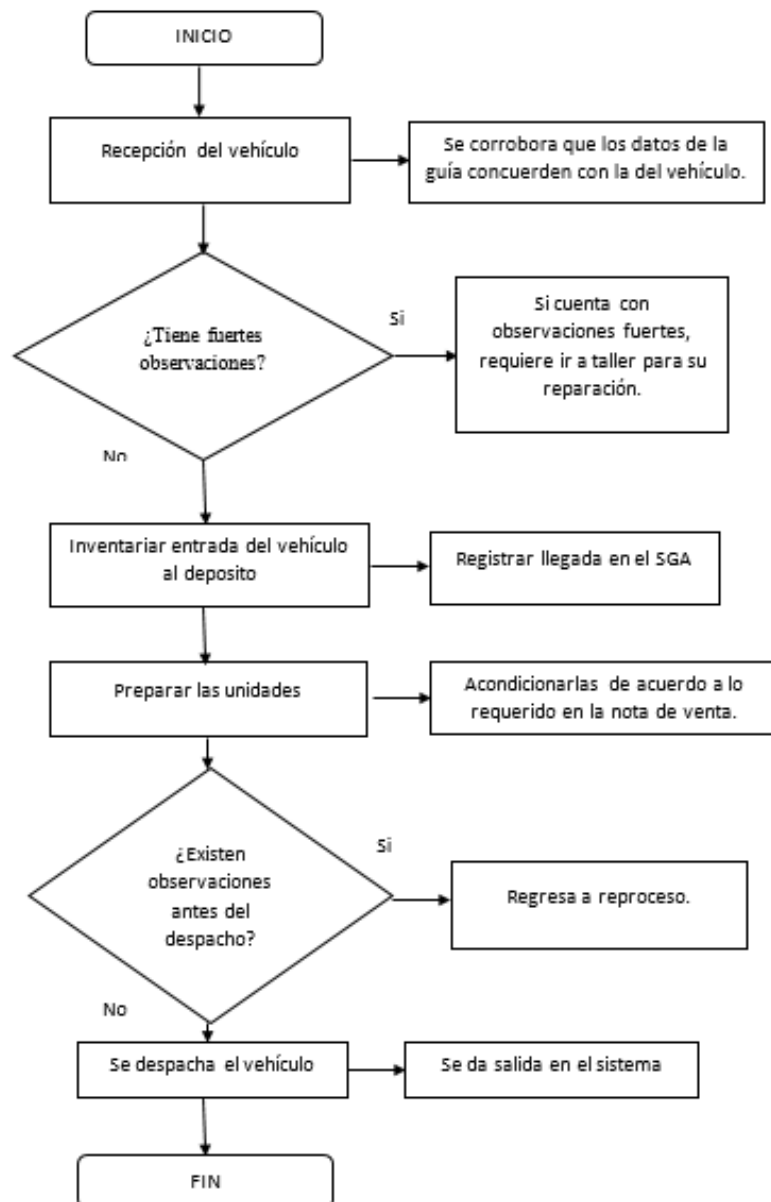 INICIO
Recepción del vehículo
Se corrobora que los datos de la
guía concuerden con la del vehículo.
¿Tiene fuertes
observaciones?
Si
Si cuenta con
observaciones fuertes,
requiere ir a taller para su
reparación.
No
Inventariar entrada del vehículo
al deposito
Registrar llegada en el SGA
Preparar las unidades
Acondicionarlas de acuerdo a lo
requerido en la nota de venta.
¿Existen
observaciones
antes del
despacho?
Si
Regresa a reproceso.
No
Se despacha el vehículo
Se da salida en el sistema
FIN